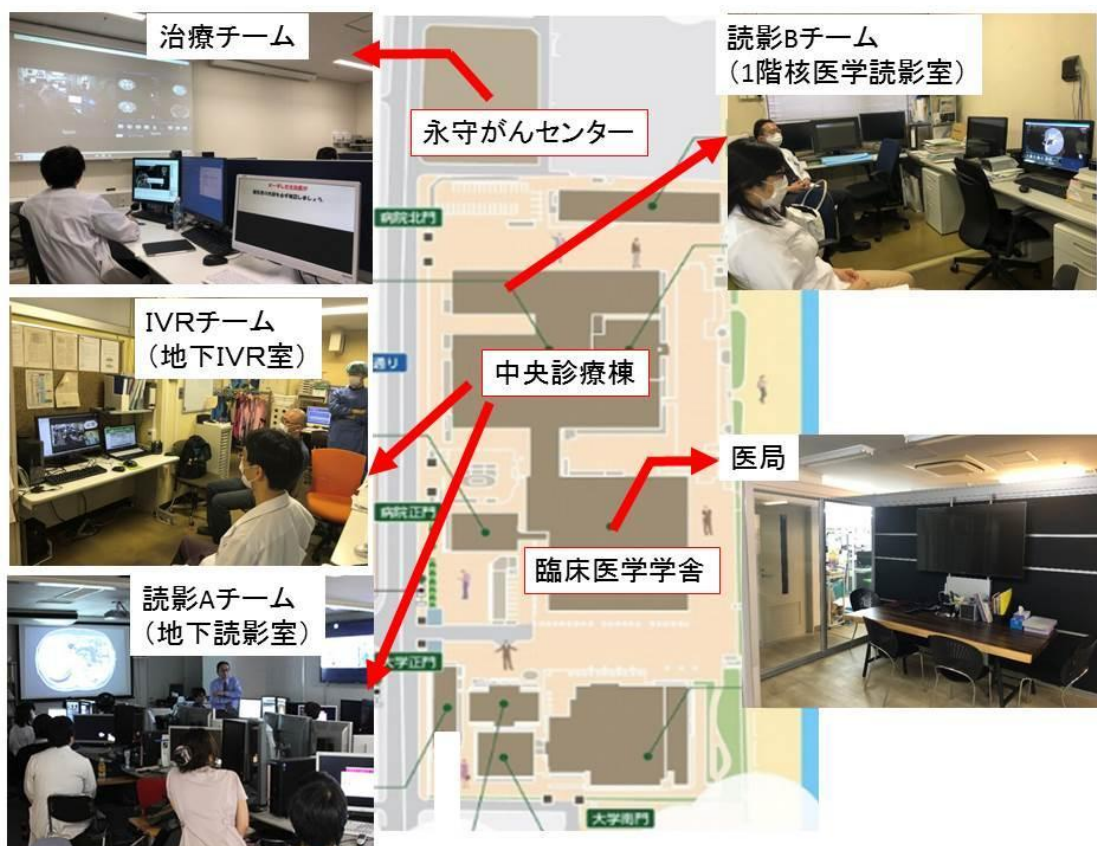 治療チーム
永守がんセンター
読影Bチーム
（1階核医学読影室）
病院北門
IVRチーム
（地下IVR室）
通り
中央診療棟
医局
病院正門
臨床医学学舎
読影Aチーム
（地下読影室）
大学正門
大学南門